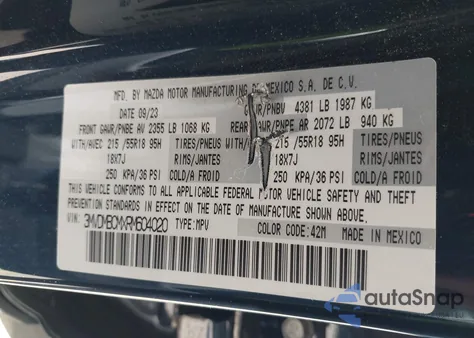 MFD. BY MAZDA MOTOR MANUFACTURING DE MEXICO S.A. DE C.V.
DATE 09/23 GVWR/PNBV 4381 LB 1987 KG
FRONT GAWR/PNBE AV 2355 LB 1068 KG REAR GAWR/PNPE AR 2072 LB 940 KG
WITH/AVEC 215 /55R18 95H TIRES/PNEUS WITH/AVEC 215 /55R18 95H TIRES/PNEUS
18X7J RIMS/JANTES 18X7J RIMS/JANTES
250 KPA/36 PSI COLD/A FROID 250 KPA/36 PSI COLD/A FROID
THIS VEHICLE CONFORMS TO ALL APPLICABLE FEDERAL MOTOR VEHICLE SAFETY AND THEFT
PREVENTION STANDARDS IN EFFECT ON THE DATE OF MANUFACTURE SHOWN ABOVE.
VIN: TYPE:MPV COLOR CODE:42M MADE IN MEXICO
autoSnap